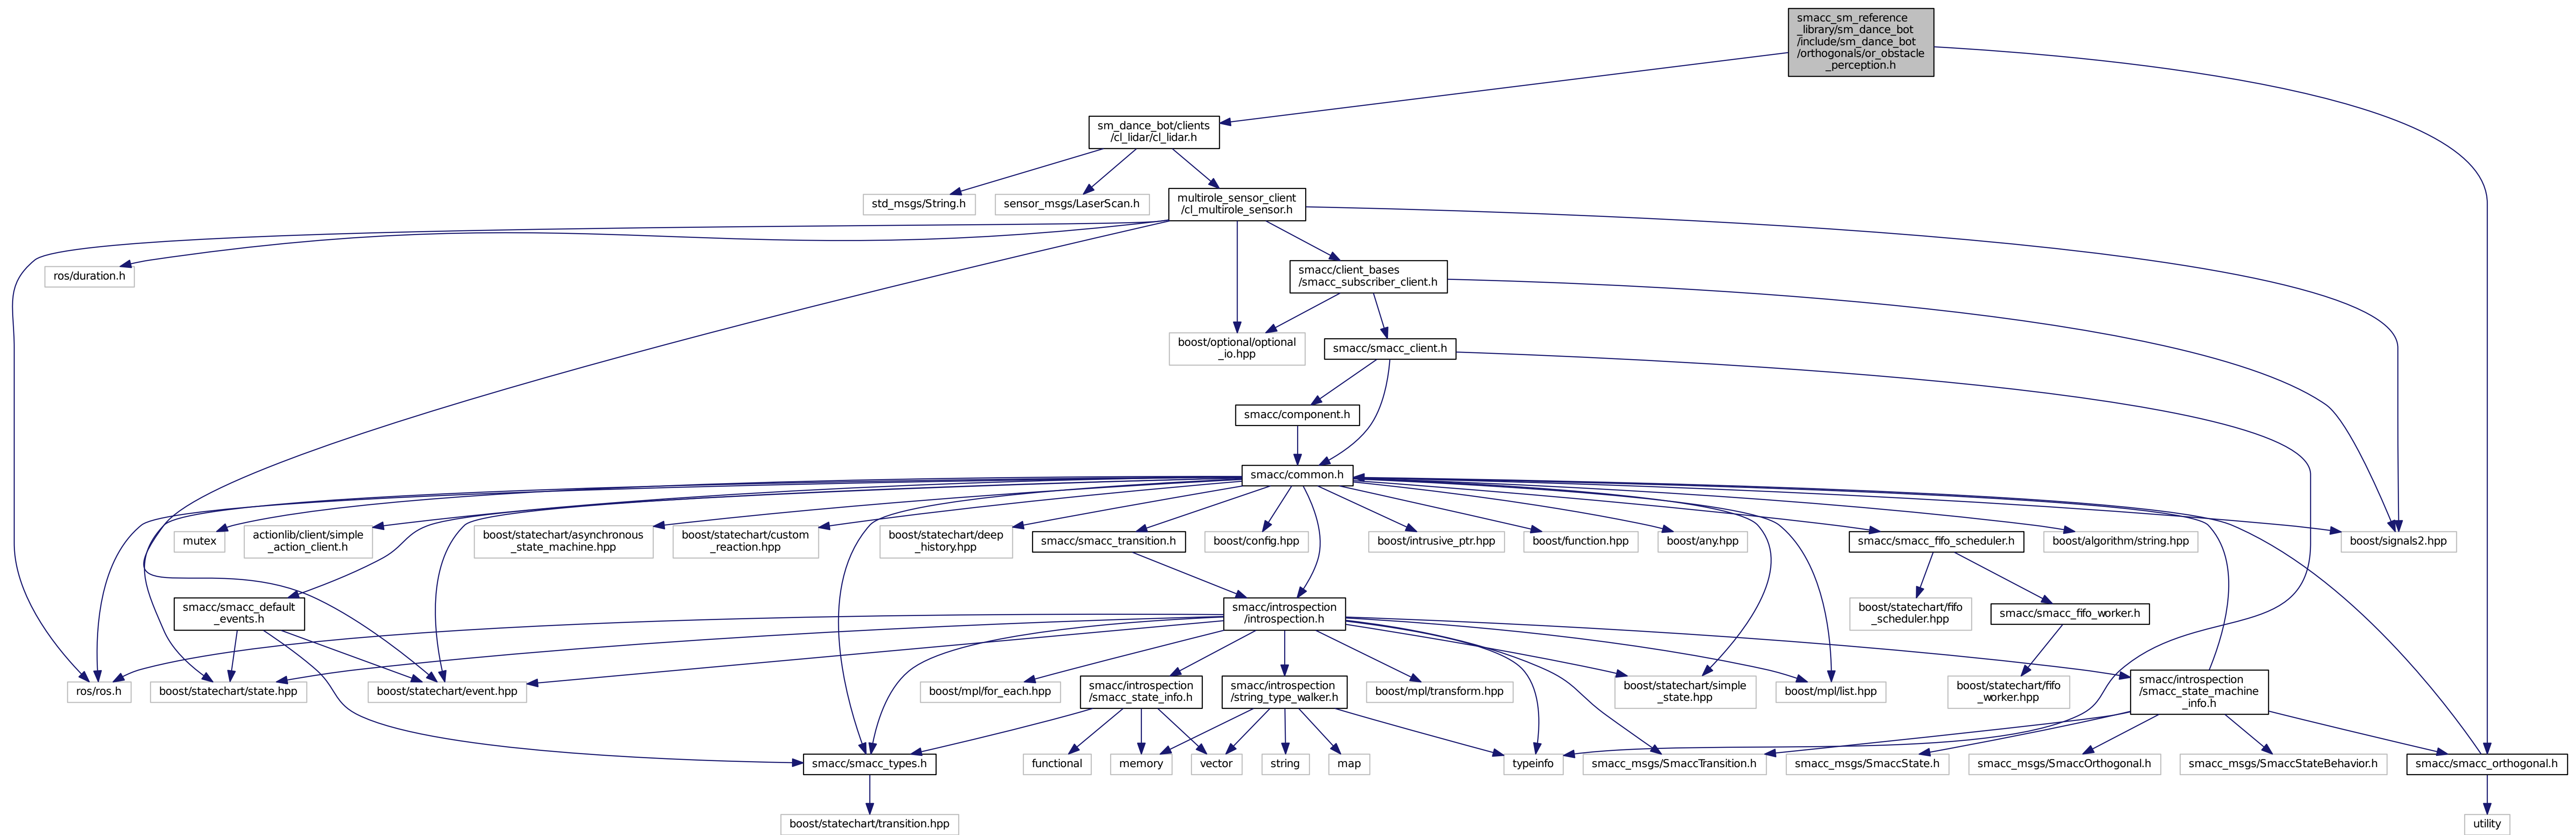 smacc_sm_reference
_library/sm_dance_bot
/include/sm_dance_bot
/orthogonals/or_obstacle
_perception.h
sm_dance_bot/clients
/cl_lidar/cl_lidar.h
std_msgs/String.h
sensor_msgs/LaserScan.h
multirole_sensor_client
/cl_multirole_sensor.h
ros/duration.h
smacc/client_bases
/smacc_subscriber_client.h
boost/optional/optional
_io.hpp
smacc/smacc_client.h
smacc/component.h
smacc/common.h
mutex
actionlib/client/simple
_action_client.h
boost/statechart/asynchronous
_state_machine.hpp
boost/statechart/custom
_reaction.hpp
boost/statechart/deep
_history.hpp
smacc/smacc_transition.h
boost/config.hpp
boost/intrusive_ptr.hpp
boost/function.hpp
boost/any.hpp
smacc/smacc_fifo_scheduler.h
boost/algorithm/string.hpp
boost/signals2.hpp
smacc/smacc_default
_events.h
smacc/introspection
/introspection.h
boost/statechart/fifo
_scheduler.hpp
smacc/smacc_fifo_worker.h
ros/ros.h
boost/statechart/state.hpp
boost/statechart/event.hpp
boost/mpl/for_each.hpp
smacc/introspection
/smacc_state_info.h
smacc/introspection
/string_type_walker.h
boost/mpl/transform.hpp
boost/statechart/simple
_state.hpp
boost/mpl/list.hpp
boost/statechart/fifo
_worker.hpp
smacc/introspection
/smacc_state_machine
_info.h
smacc/smacc_types.h
functional
memory
vector
string
map
typeinfo
smacc_msgs/SmaccTransition.h
smacc_msgs/SmaccState.h
smacc_msgs/SmaccOrthogonal.h
smacc_msgs/SmaccStateBehavior.h
smacc/smacc_orthogonal.h
boost/statechart/transition.hpp
utility